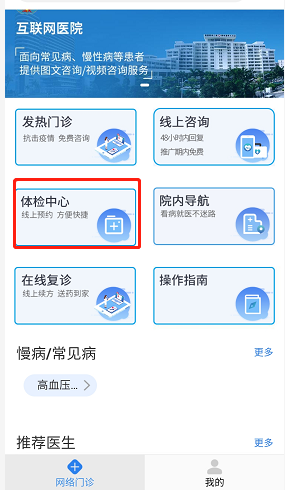 互联网医院
面向常见病、慢性病等患者
提供图文咨询/视频咨询服务
发热门诊
抗击疫情 免费咨询
线上咨询
48小时内回复
推广期内免费
体检中心
线上预约 方便快捷
院内导航
看病就医不迷路
在线复诊
线上续方 送药到家
操作指南
慢病/常见病
更多
高血压...
推荐医生
更多
网络门诊
我的